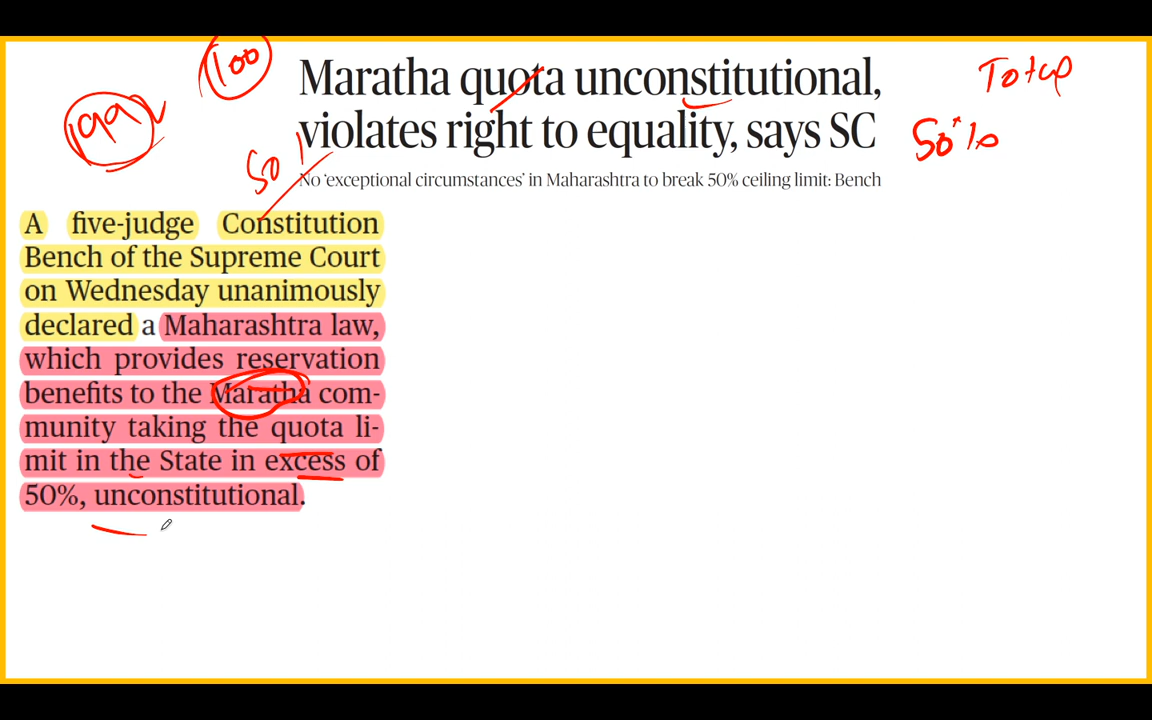 100
Total
1992
Maratha quota unconstitutional,
violates right to equality, says SC
50%
50
No ‘exceptional circumstances’ in Maharashtra to break 50% ceiling limit: Bench
A five-judge Constitution
Bench of the Supreme Court
on Wednesday unanimously
declared a Maharashtra law,
which provides reservation
benefits to the Maratha com-
munity taking the quota li-
mit in the State in excess of
50%, unconstitutional.